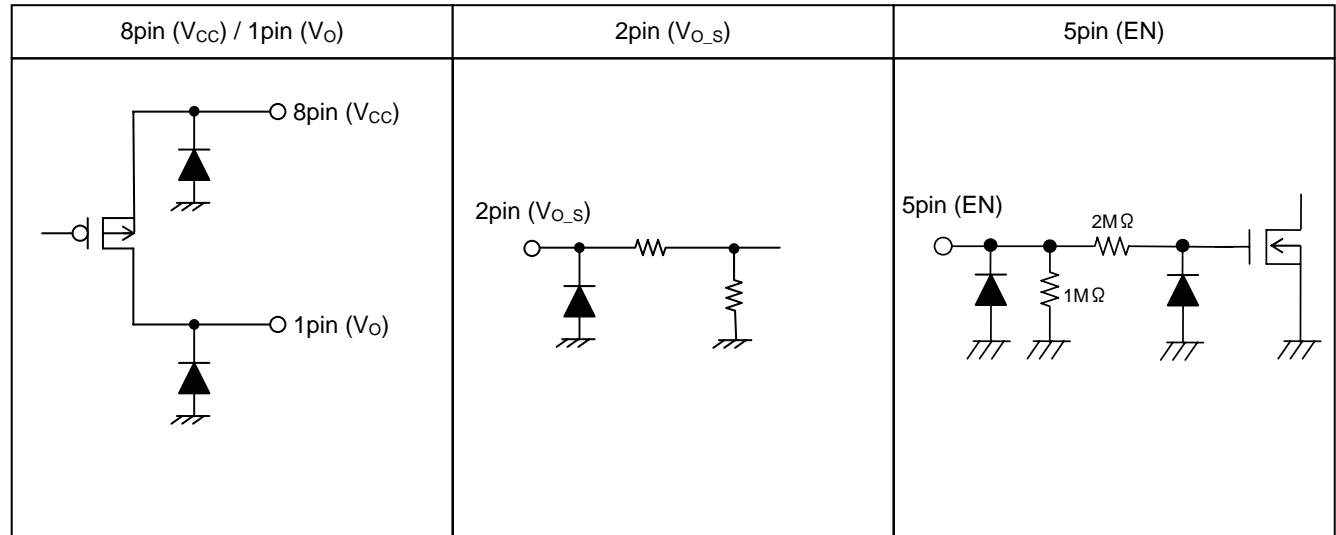 8pin (VCC) / 1pin (VO)
2pin (VO_S)
5pin (EN)
8pin (VCC)
1pin (VO)
2pin (VO_S)
5pin (EN)
2MΩ
1MΩ